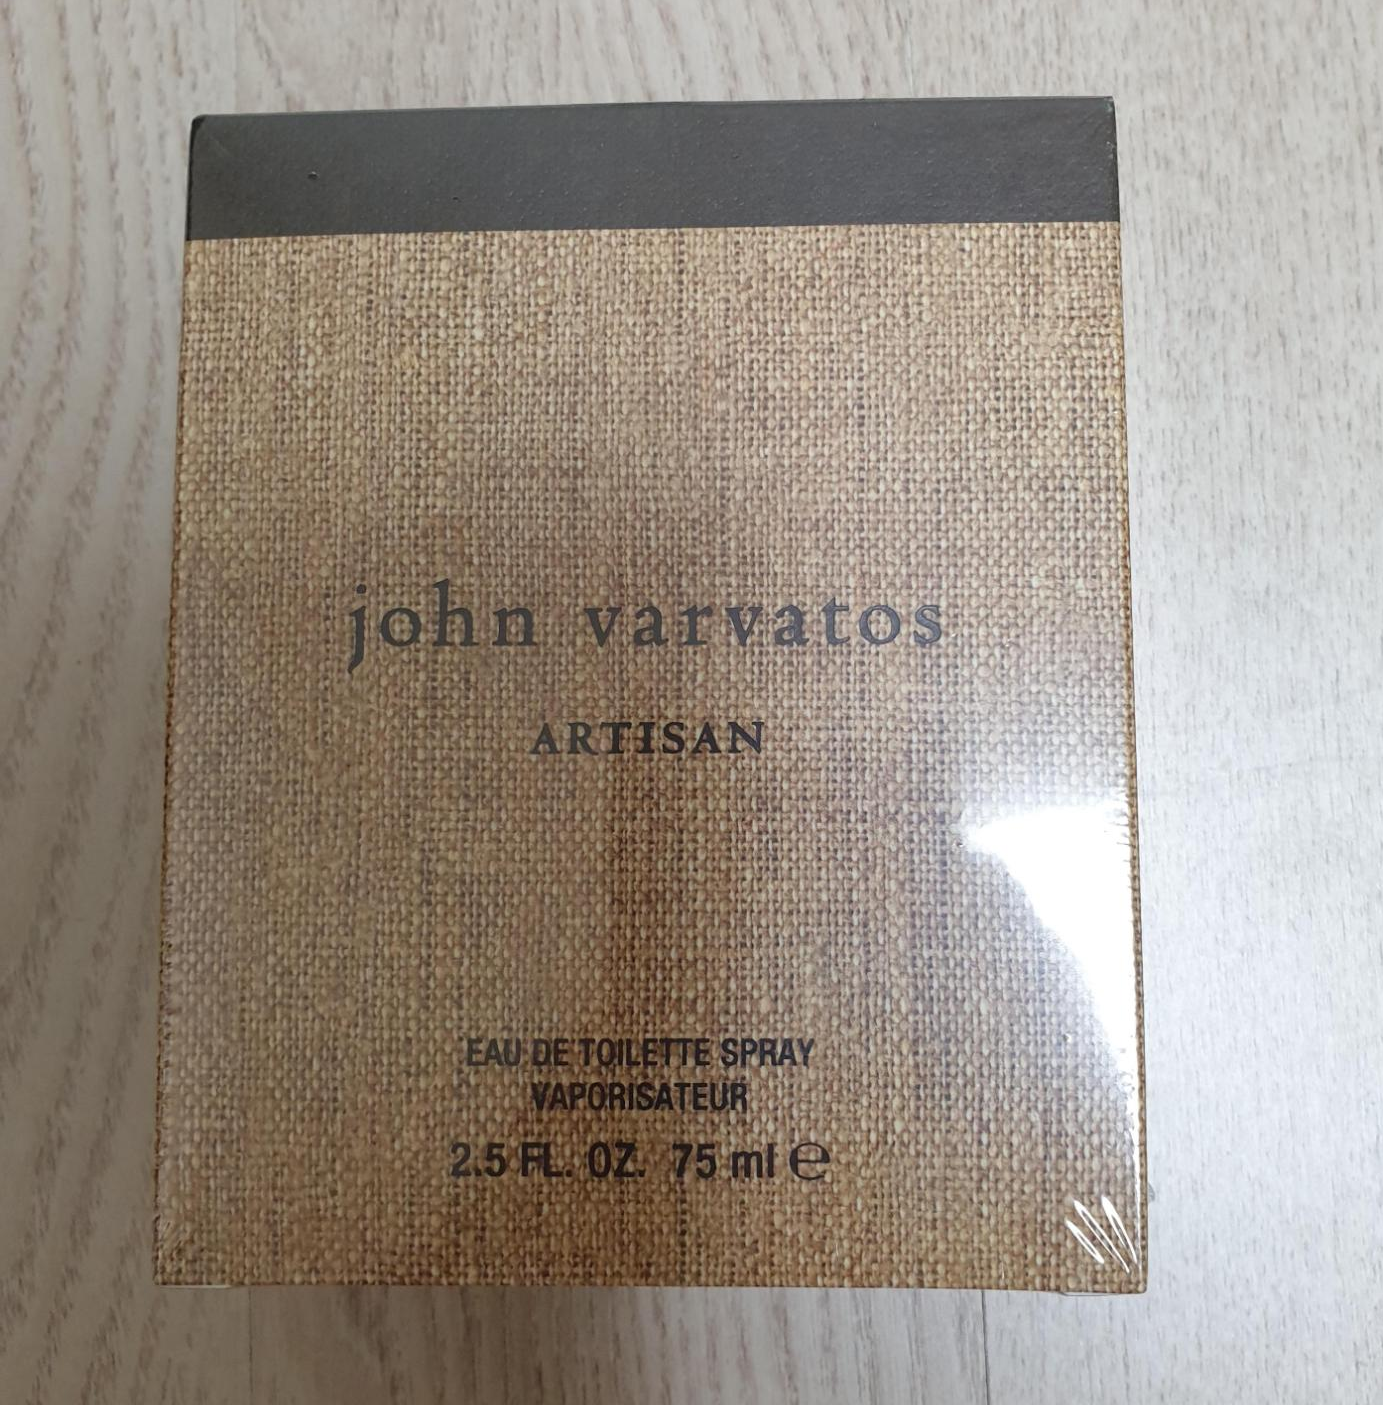 john varvatos
ARTISAN
EAU DE TOILETTE SPRAY
VAPORISATEUR
2.5 FL. OZ. 75 ml ℮